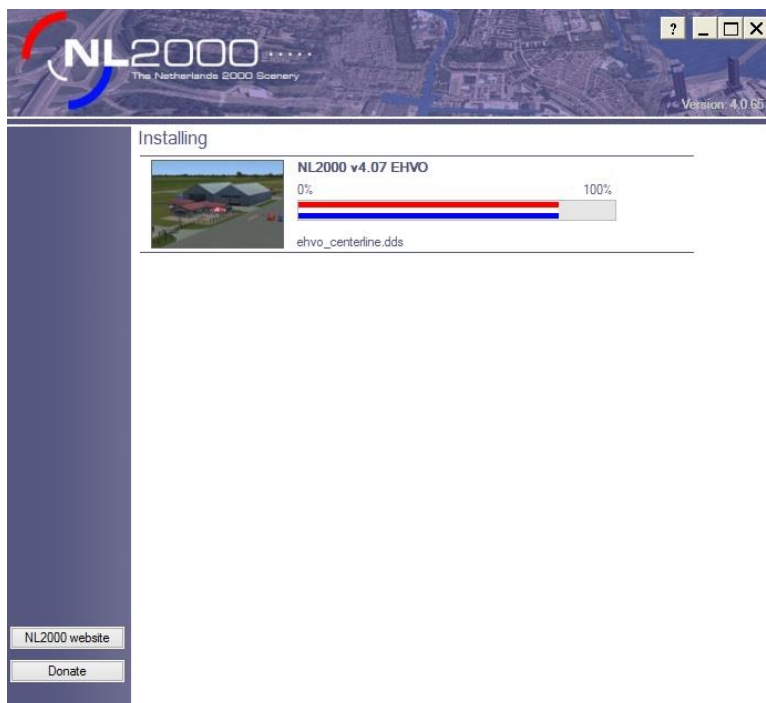 NL2000
The Netherlands 2000 Scenery
?
Version: 4.0.65
Installing
NL2000 v4.07 EHVO
0% 100%
ehvo_centerline.dds
NL2000 website
Donate